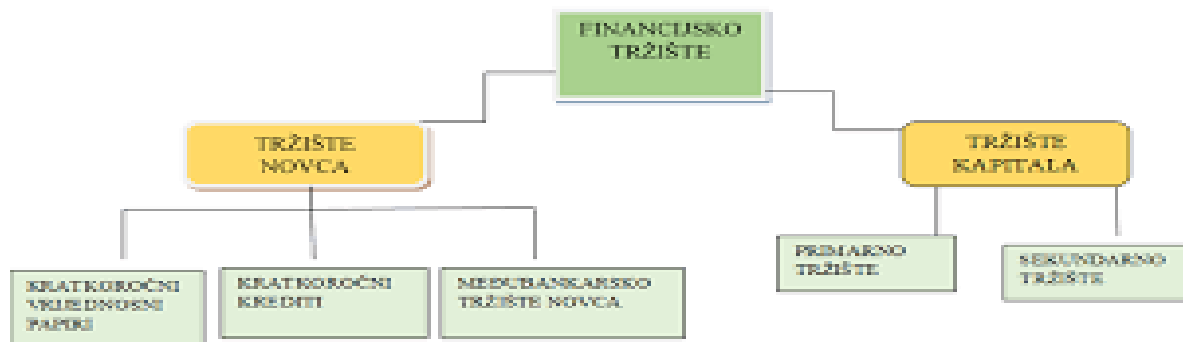 FINANCIJSKO
TRŽIŠTE
TRŽIŠTE
NOVCA
TRŽIŠTE
KAPITALA
KRATKOROČNI
VRIJEDNOSNI
PAPIRI
KRATKOROČNI
KREDITI
MEĐUBANKARSKO
TRŽIŠTE NOVCA
PRIMARNO
TRŽIŠTE
SEKUNDARNO
TRŽIŠTE